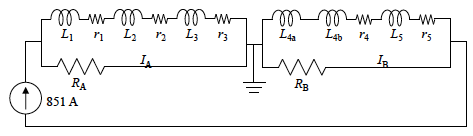 L1 r1 L2 r2 L3 r3 L4a L4b r4 L5 r5
IA IB
RA RB
851 A